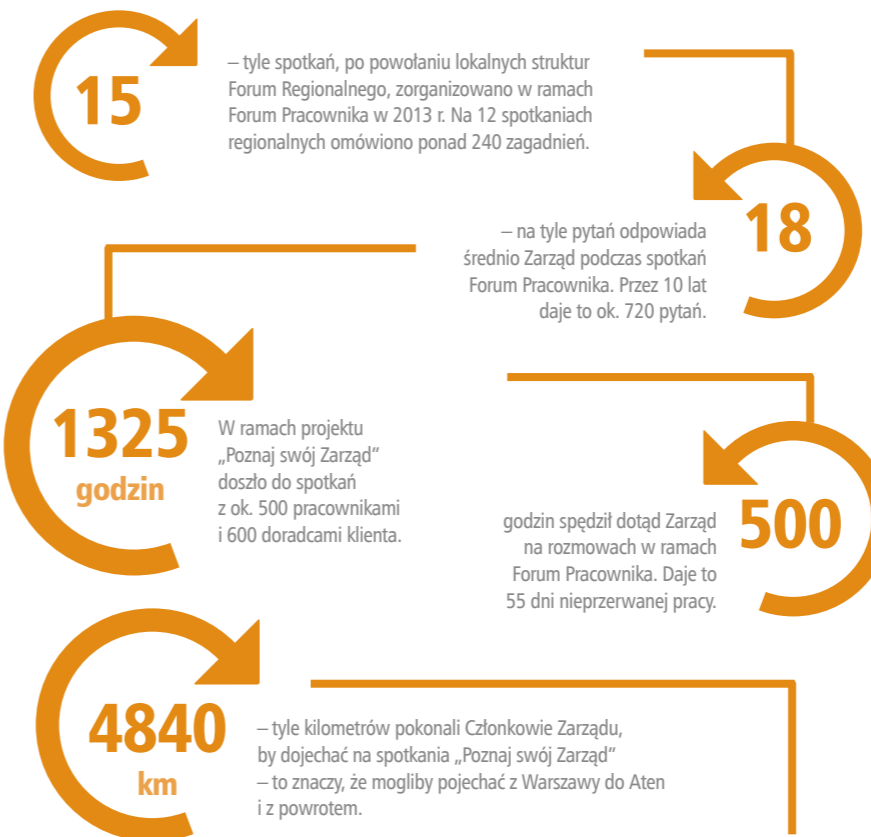 15
– tyle spotkań, po powołaniu lokalnych struktur
Forum Regionalnego, zorganizowano w ramach
Forum Pracownika w 2013 r. Na 12 spotkaniach
regionalnych omówiono ponad 240 zagadnień.
18
– na tyle pytań odpowiada
średnio Zarząd podczas spotkań
Forum Pracownika. Przez 10 lat
daje to ok. 720 pytań.
1325
godzin
W ramach projektu
„Poznaj swój Zarząd”
doszło do spotkań
z ok. 500 pracownikami
i 600 doradcami klienta.
500
godzin spędził dotąd Zarząd
na rozmowach w ramach
Forum Pracownika. Daje to
55 dni nieprzerwanej pracy.
4840
km
– tyle kilometrów pokonali Członkowie Zarządu,
by dojechać na spotkania „Poznaj swój Zarząd”
– to znaczy, że mogliby pojechać z Warszawy do Aten
i z powrotem.